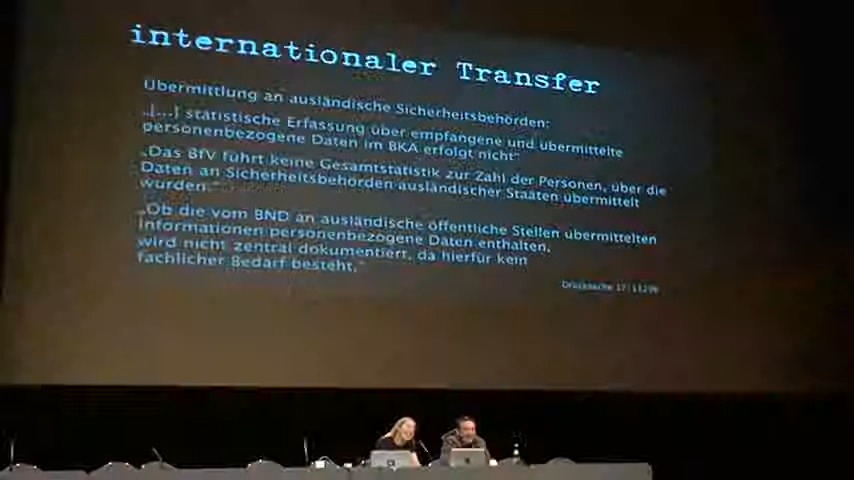 internationaler Transfer
Übermittlung an ausländische Sicherheitsbehörden:
„[...] statistische Erfassung über empfangene und übermittelte
personenbezogene Daten im BKA erfolgt nicht“
„Das BfV führt keine Gesamtstatistik zur Zahl der Personen, über die
Daten an Sicherheitsbehörden ausländischer Staaten übermittelt
wurden.“
„Ob die vom BND an ausländische öffentliche Stellen übermittelten
Informationen personenbezogene Daten enthalten,
wird nicht zentral dokumentiert, da hierfür kein
fachlicher Bedarf besteht.“
Drucksache